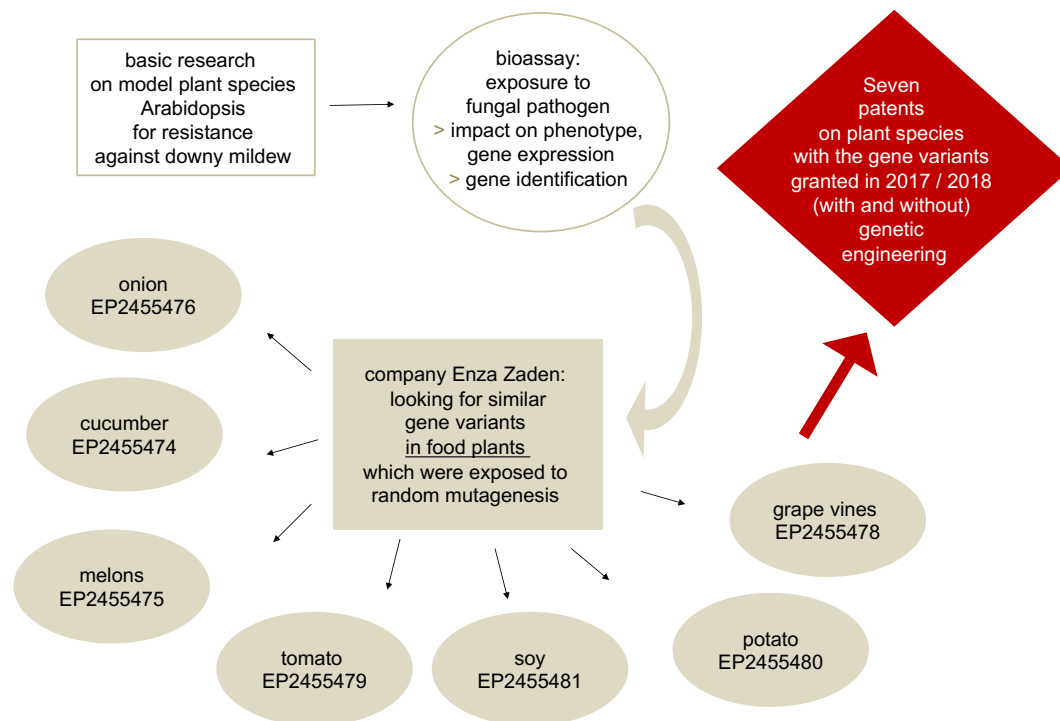 basic research
on model plant species
Arabidopsis
for resistance
against downy mildew
bioassay:
exposure to
fungal pathogen
> impact on phenotype,
gene expression
> gene identification
Seven
patents
on plant species
with the gene variants
granted in 2017 / 2018
(with and without)
genetic
engineering
onion
EP2455476
cucumber
EP2455474
melons
EP2455475
company Enza Zaden:
looking for similar
gene variants
in food plants
which were exposed to
random mutagenesis
grape vines
EP2455478
tomato
EP2455479
soy
EP2455481
potato
EP2455480